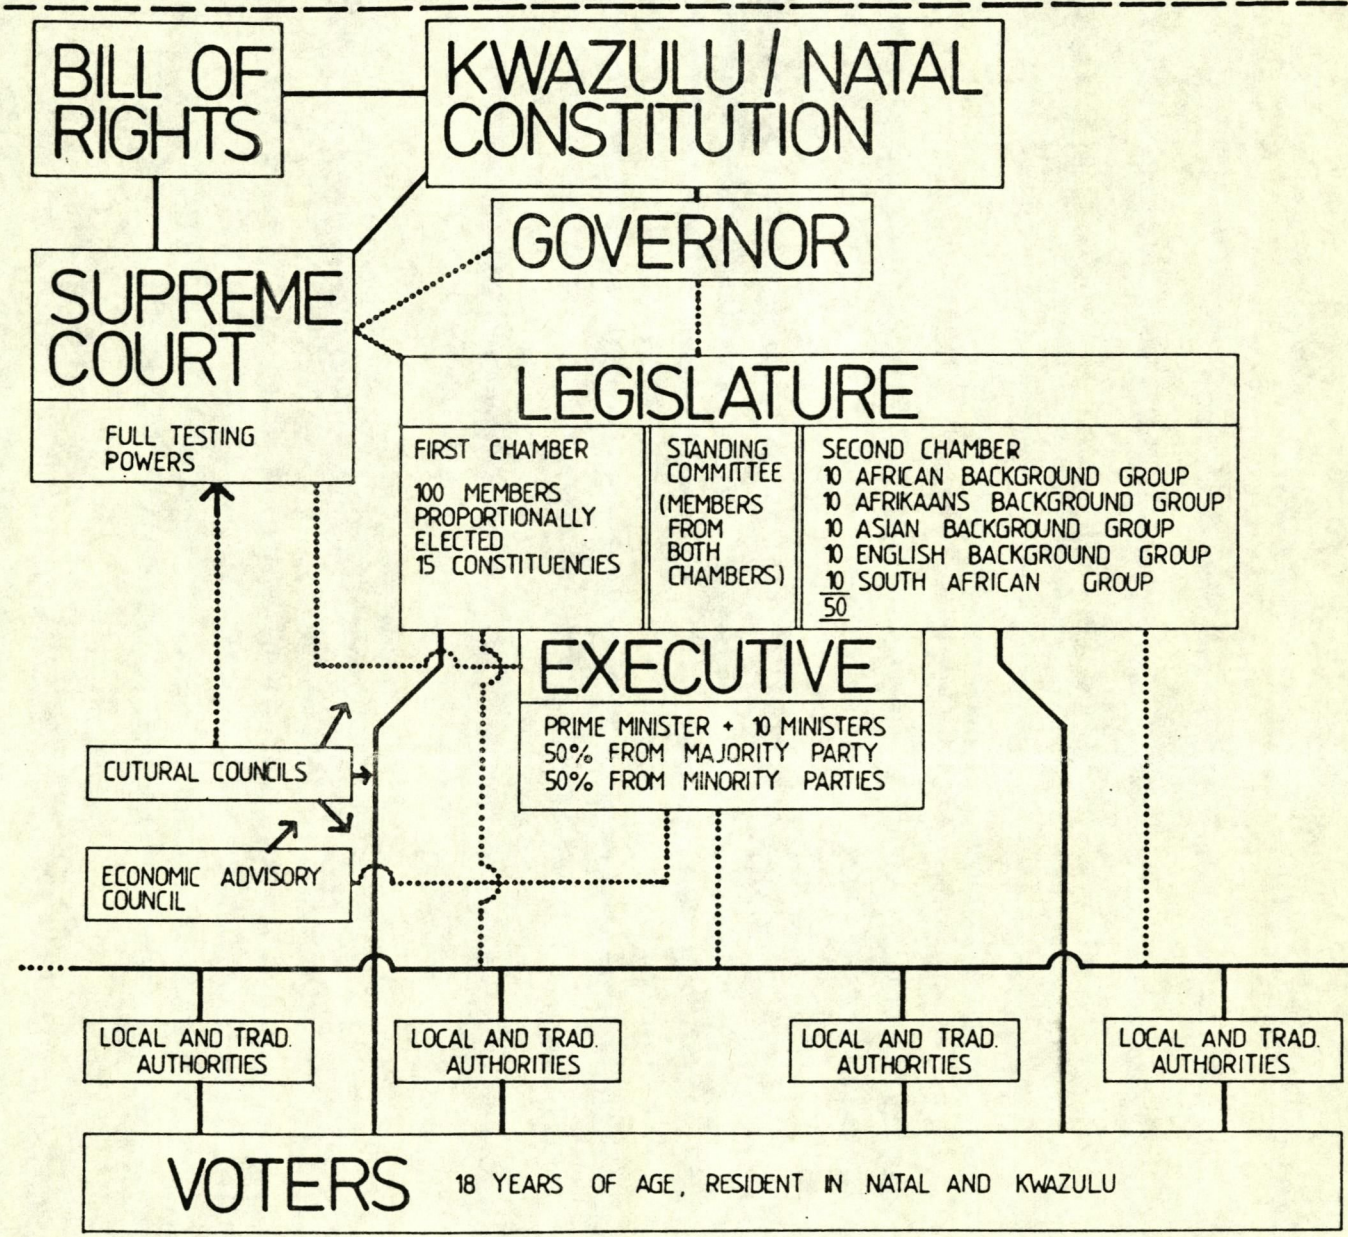 BILL OF
RIGHTS
KWAZULU / NATAL
CONSTITUTION
GOVERNOR
SUPREME
COURT
FULL TESTING
POWERS
LEGISLATURE
FIRST CHAMBER
100 MEMBERS
PROPORTIONALLY
ELECTED
15 CONSTITUENCIES
STANDING
COMMITTEE
(MEMBERS
FROM
BOTH
CHAMBERS)
SECOND CHAMBER
10 AFRICAN BACKGROUND GROUP
10 AFRIKAANS BACKGROUND GROUP
10 ASIAN BACKGROUND GROUP
10 ENGLISH BACKGROUND GROUP
10 SOUTH AFRICAN GROUP
50
EXECUTIVE
PRIME MINISTER + 10 MINISTERS
50% FROM MAJORITY PARTY
50% FROM MINORITY PARTIES
CUTURAL COUNCILS
ECONOMIC ADVISORY
COUNCIL
LOCAL AND TRAD.
AUTHORITIES
LOCAL AND TRAD.
AUTHORITIES
LOCAL AND TRAD.
AUTHORITIES
LOCAL AND TRAD.
AUTHORITIES
VOTERS 18 YEARS OF AGE, RESIDENT IN NATAL AND KWAZULU